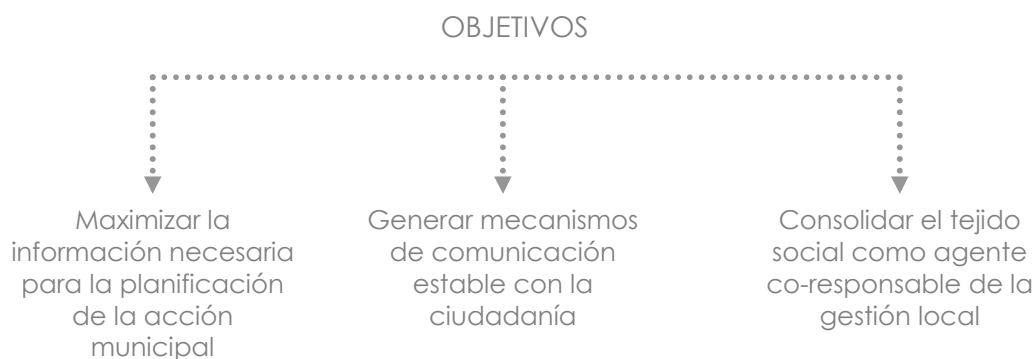 OBJETIVOS
Maximizar la
información necesaria
para la planificación
de la acción
municipal
Generar mecanismos
de comunicación
estable con la
ciudadanía
Consolidar el tejido
social como agente
co-responsable de la
gestión local